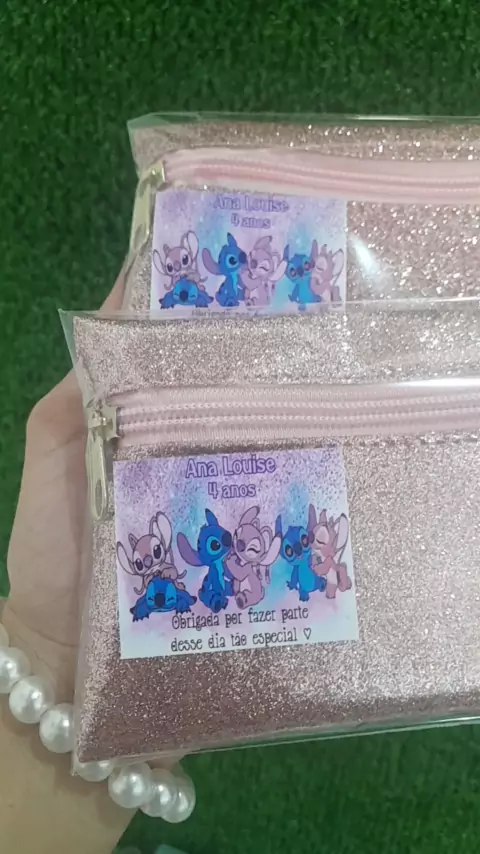 Ana Louise
4 anos
Ana Louise
4 anos
Obrigada por fazer parte
desse dia tão especial ♡